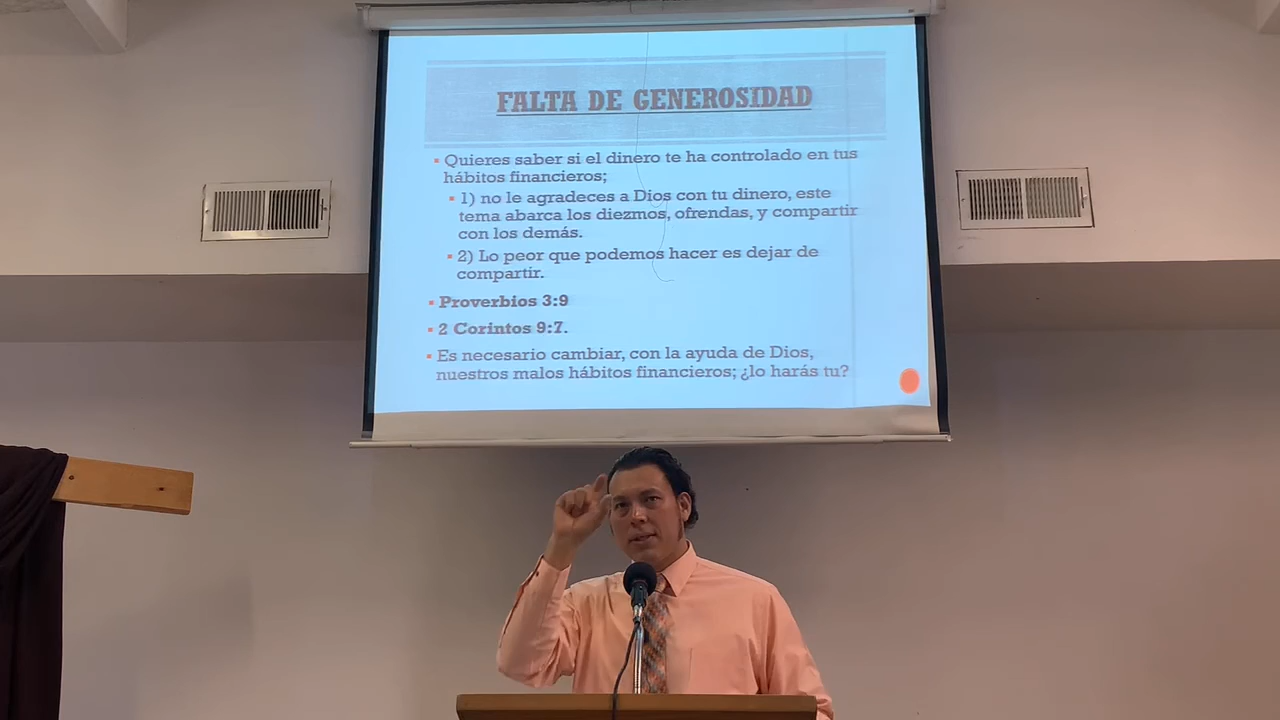 FALTA DE GENEROSIDAD
Quieres saber si el dinero te ha controlado en tus
hábitos financieros;
1) no le agradeces a Dios con tu dinero, este
tema abarca los diezmos, ofrendas, y compartir
con los demás.
2) Lo peor que podemos hacer es dejar de
compartir.
Proverbios 3:9
2 Corintos 9:7.
Es necesario cambiar, con la ayuda de Dios,
nuestros malos hábitos financieros; ¿lo harás tu?